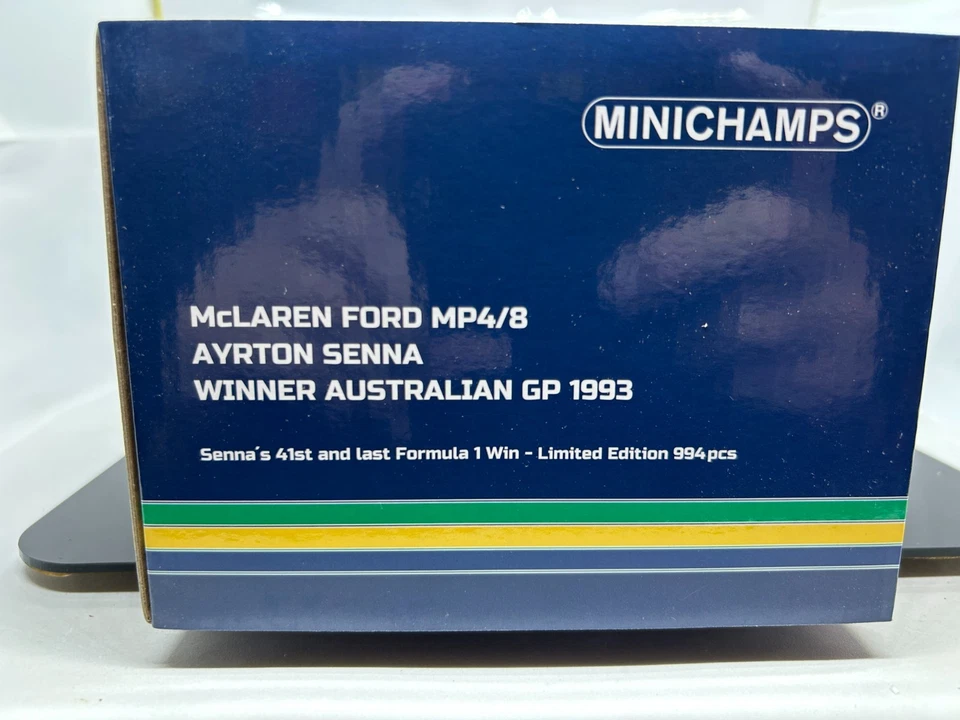 MINICHAMPS®
McLAREN FORD MP4/8
AYRTON SENNA
WINNER AUSTRALIAN GP 1993
Senna´s 41st and last Formula 1 Win - Limited Edition 994pcs